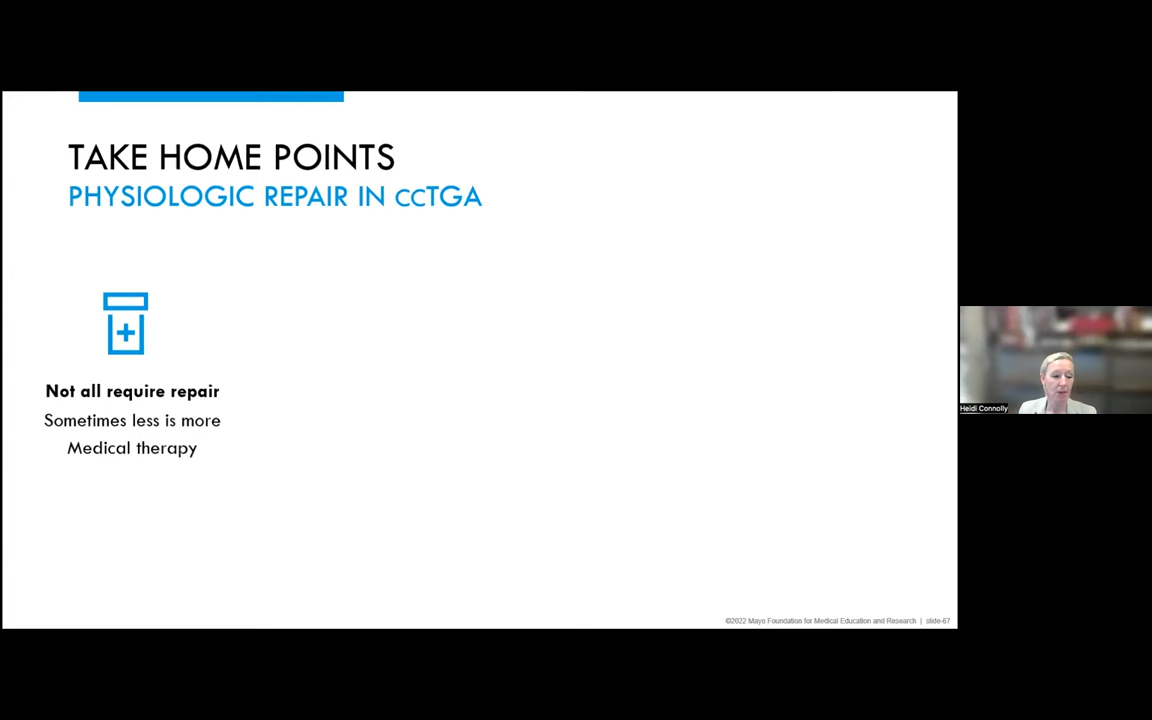 TAKE HOME POINTS
PHYSIOLOGIC REPAIR IN CCTGA
Not all require repair
Sometimes less is more
Medical therapy
Heidi Connolly
©2022 Mayo Foundation for Medical Education and Research | slide-67